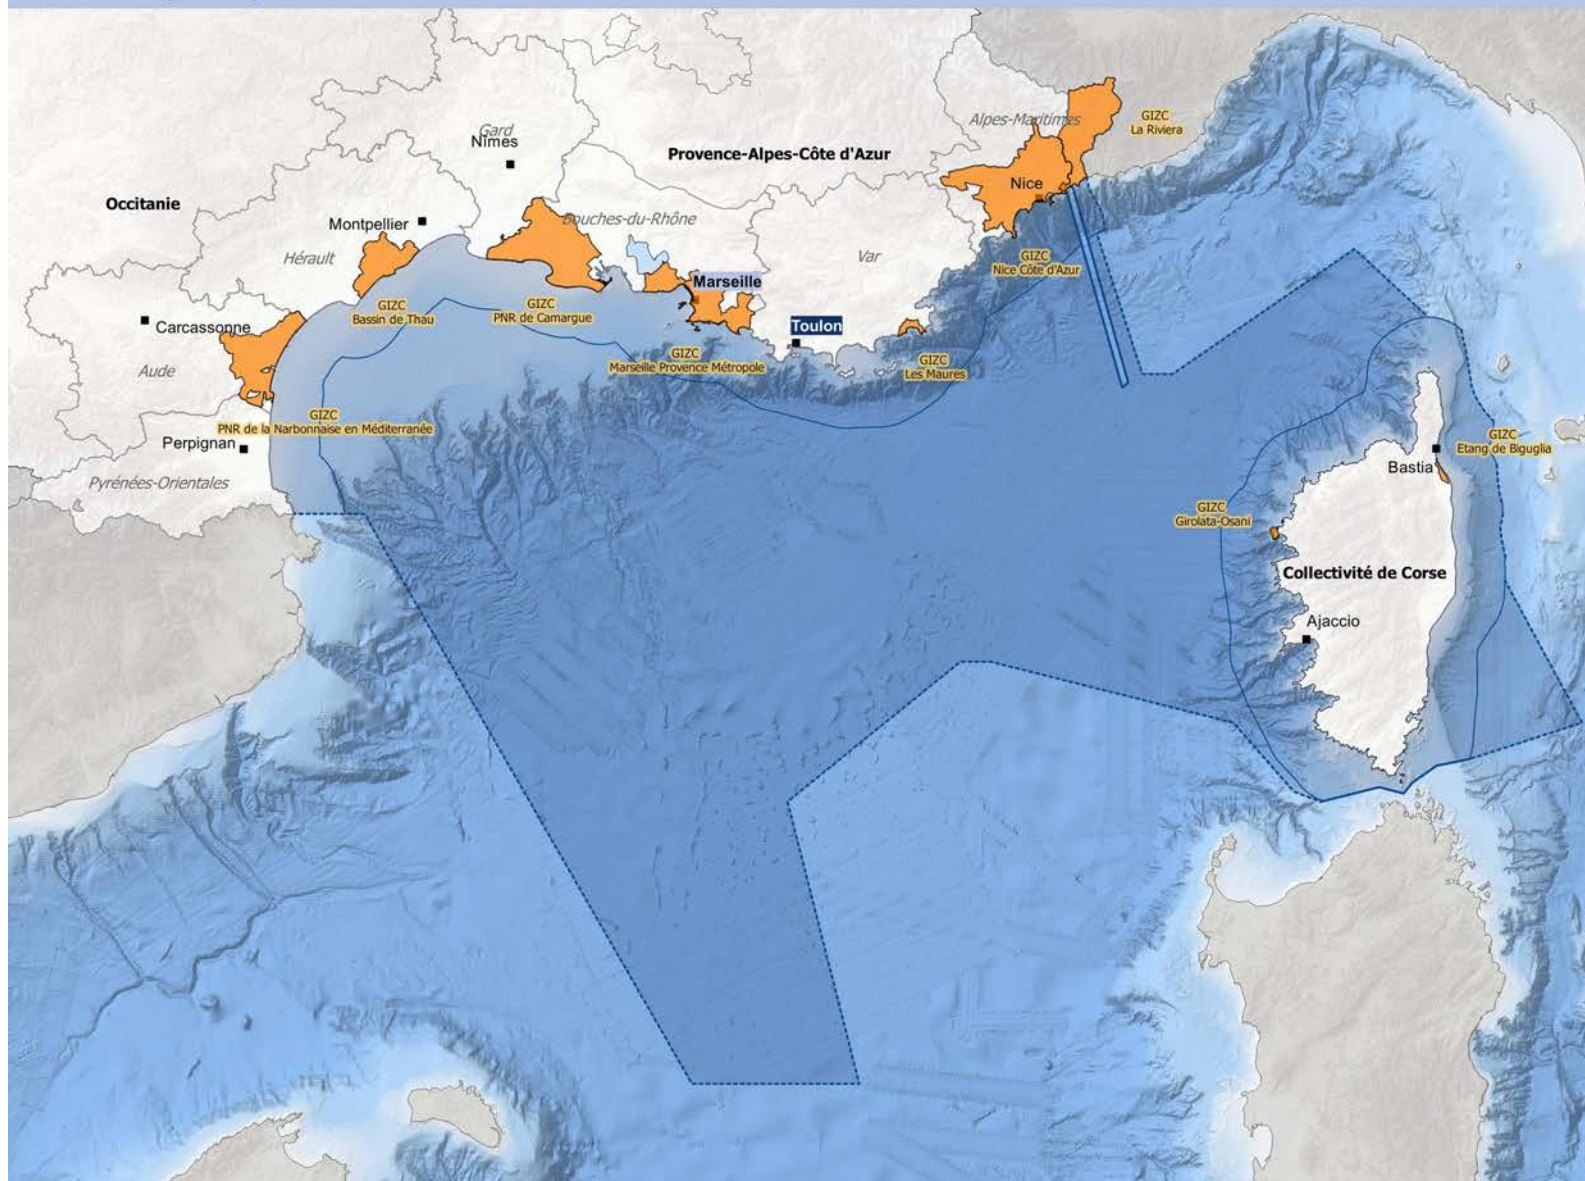 Alpes-Maritimes
GIZC
La Riviera
Gard
Nîmes
Provence-Alpes-Côte d'Azur
Nice
Occitanie
Montpellier
Bouches-du-Rhône
Hérault
Var
GIZC
Nice Côte d'Azur
Marseille
GIZC
Bassin de Thau
GIZC
PNR de Camargue
Carcassonne
Toulon
Aude
GIZC
Marseille Provence Métropole
GIZC
Les Maures
GIZC
PNR de la Narbonnaise en Méditerranée
Perpignan
GIZC
Etang de Biguglia
Bastia
Pyrénées-Orientales
GIZC
Girolata-Osani
Collectivité de Corse
Ajaccio